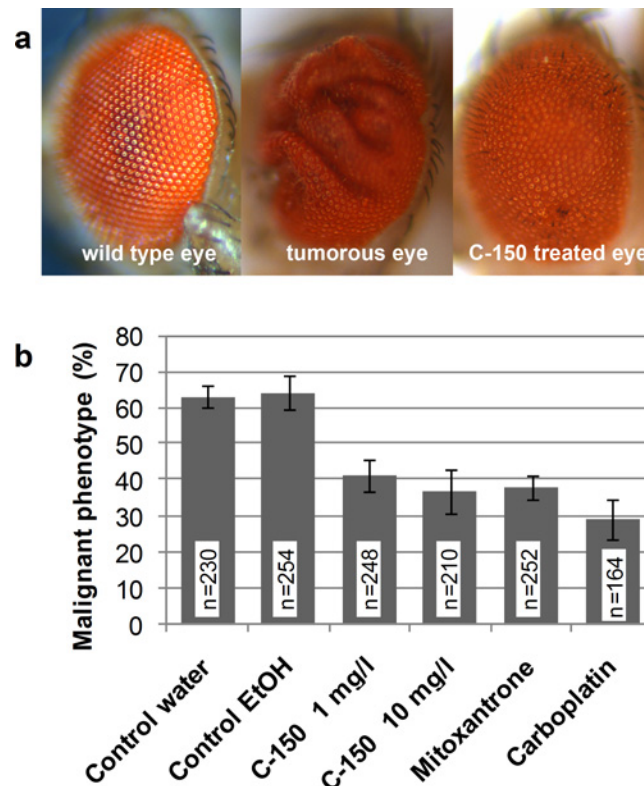 a
wild type eye
tumorous eye
C-150 treated eye
b
Malignant phenotype (%)
80
70
60
50
40
30
20
10
0
n=230
n=254
n=248
n=210
n=252
n=164
Control water
Control EtOH
C-150 1 mg/l
C-150 10 mg/l
Mitoxantrone
Carboplatin